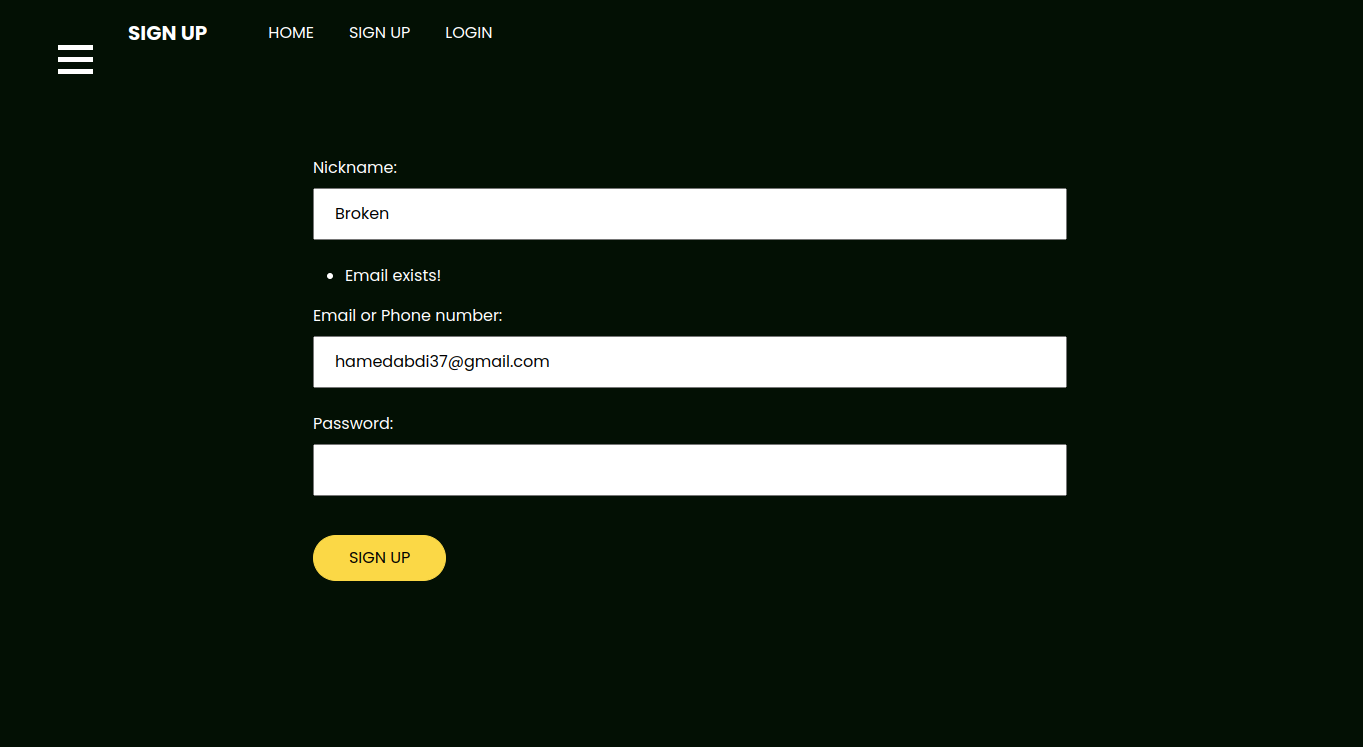 SIGN UP HOME SIGN UP LOGIN
Nickname:
Broken
Email exists!
Email or Phone number:
hamedabdi37@gmail.com
Password:
SIGN UP